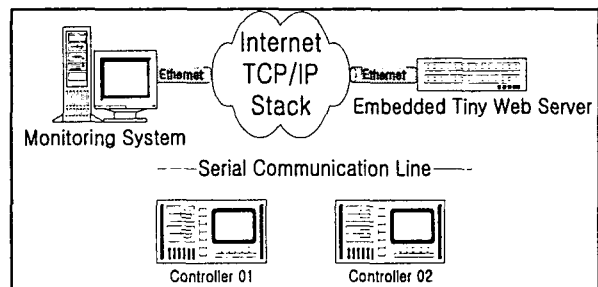 Internet
TCP/IP
Stack
Ethernet
Ethernet
Monitoring System
Embedded Tiny Web Server
Serial Communication Line
Controller 01
Controller 02